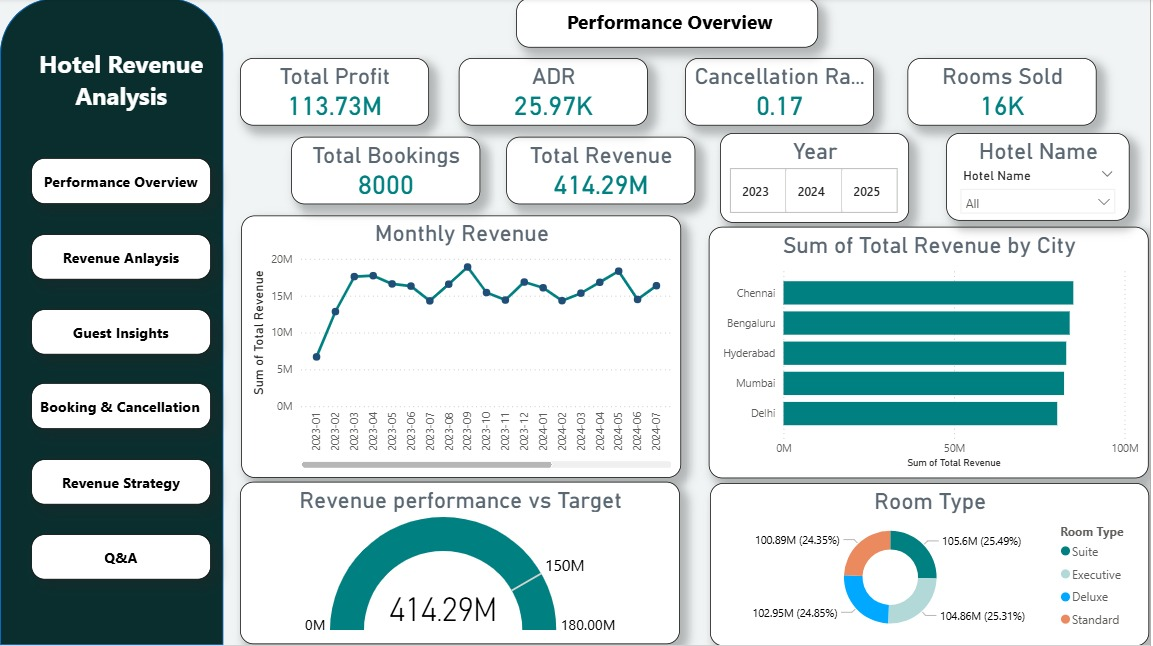 Hotel Revenue
Analysis
Performance Overview
Revenue Anlaysis
Guest Insights
Booking & Cancellation
Revenue Strategy
Q&A
Performance Overview
Total Profit
113.73M
ADR
25.97K
Cancellation Ra...
0.17
Rooms Sold
16K
Total Bookings
8000
Total Revenue
414.29M
Year
2023 2024 2025
Hotel Name
Hotel Name
All
Monthly Revenue
Sum of Total Revenue
20M
15M
10M
5M
0M
2023-01
2023-02
2023-03
2023-04
2023-05
2023-06
2023-07
2023-08
2023-09
2023-10
2023-11
2023-12
2024-01
2024-02
2024-03
2024-04
2024-05
2024-06
2024-07
Sum of Total Revenue by City
Chennai
Bengaluru
Hyderabad
Mumbai
Delhi
0M 50M 100M
Sum of Total Revenue
Revenue performance vs Target
150M
414.29M
0M 180.00M
Room Type
100.89M (24.35%)
105.6M (25.49%)
102.95M (24.85%)
104.86M (25.31%)
Room Type
Suite
Executive
Deluxe
Standard